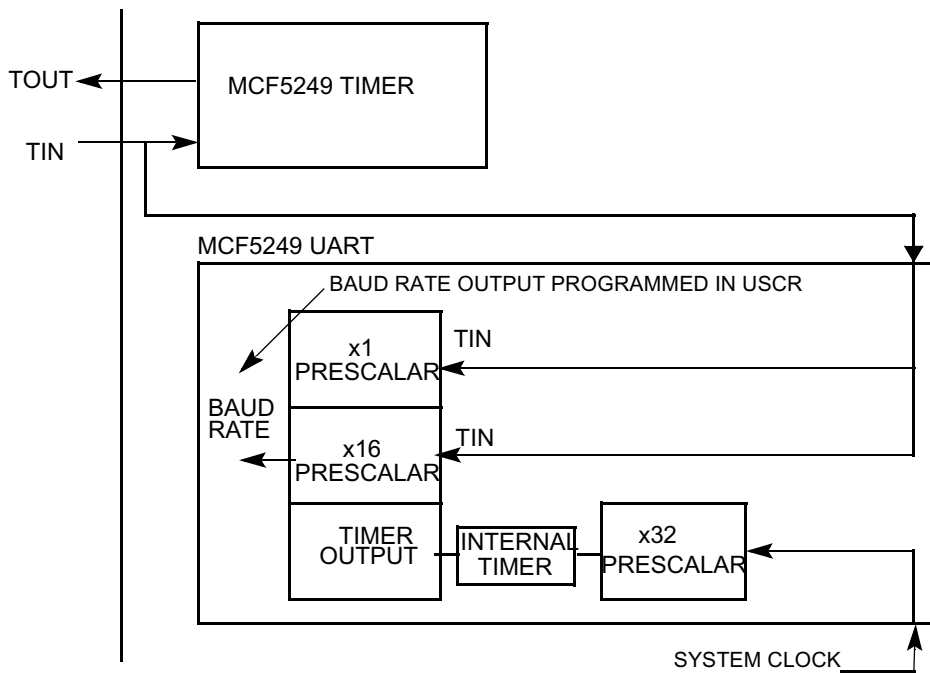 TOUT
MCF5249 TIMER
TIN
MCF5249 UART
BAUD RATE OUTPUT PROGRAMMED IN USCR
x1
PRESCALAR
TIN
BAUD
RATE
x16
PRESCALAR
TIN
TIMER
OUTPUT
INTERNAL
TIMER
x32
PRESCALAR
SYSTEM CLOCK